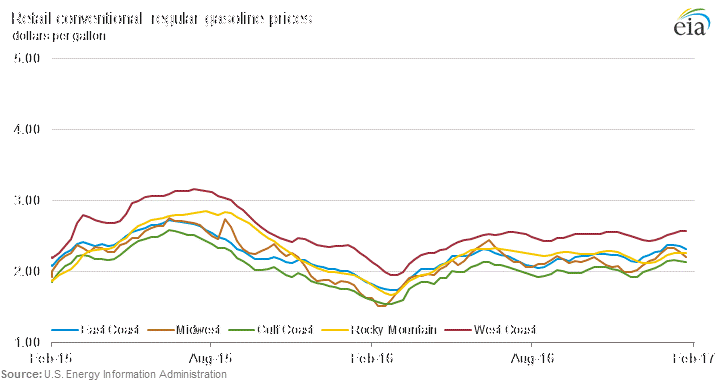 Retail conventional regular gasoline prices
dollars per gallon
eia
5.00
4.00
3.00
2.00
1.00
East Coast Midwest Gulf Coast Rocky Mountain West Coast
Feb-15 Aug-15 Feb-16 Aug-16 Feb-17
Source: U.S. Energy Information Administration